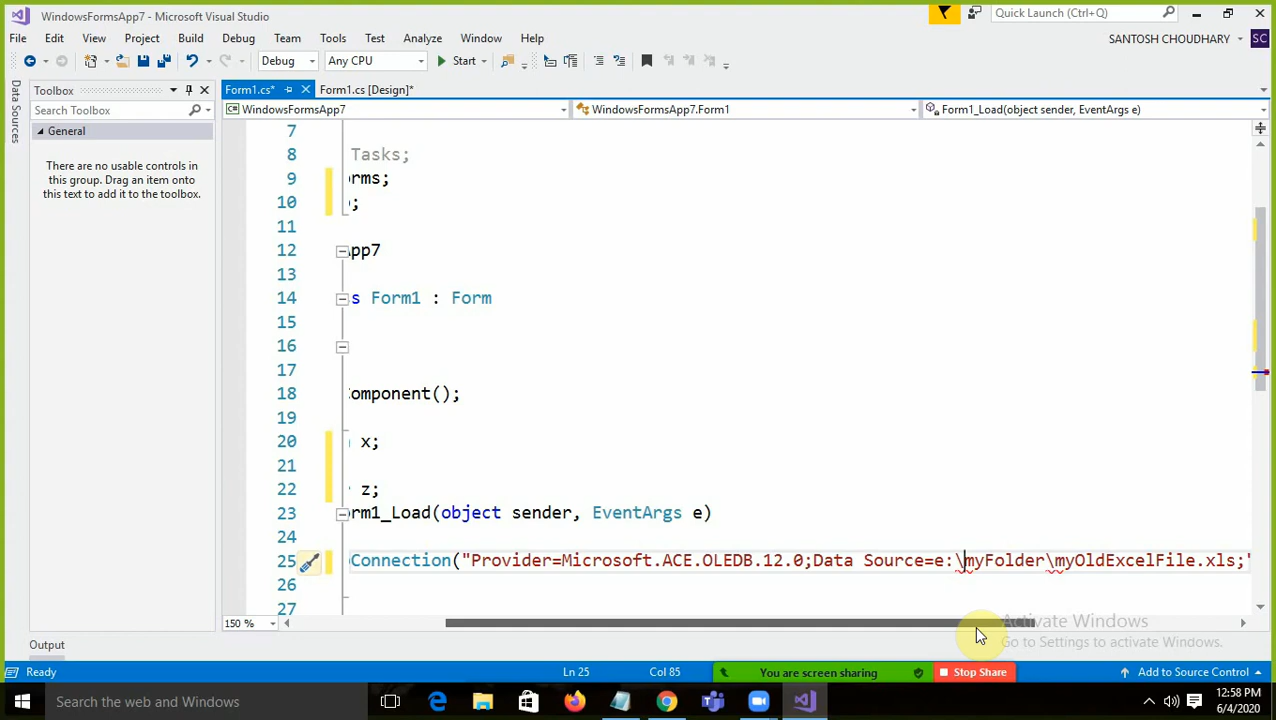 WindowsFormsApp7 - Microsoft Visual Studio
Quick Launch (Ctrl+Q)
File Edit View Project Build Debug Team Tools Test Analyze Window Help
SANTOSH CHOUDHARY SC
Debug Any CPU Start
Data Sources
Toolbox
Search Toolbox
General
There are no usable controls in
this group. Drag an item onto
this text to add it to the toolbox.
Form1.cs* Form1.cs [Design]*
WindowsFormsApp7 WindowsFormsApp7.Form1 Form1_Load(object sender, EventArgs e)
7
8 Tasks;
9 orms;
10 ;
11
12 App7
13
14 s Form1 : Form
15
16
17
18 Component();
19
20 x;
21
22 z;
23 orm1_Load(object sender, EventArgs e)
24
25 Connection("Provider=Microsoft.ACE.OLEDB.12.0;Data Source=e:\myFolder\myOldExcelFile.xls;"
26
27
150 %
Activate Windows
Go to Settings to activate Windows.
Output
Ready Ln 25 Col 85 You are screen sharing Stop Share Add to Source Control
Search the web and Windows
12:58 PM
6/4/2020